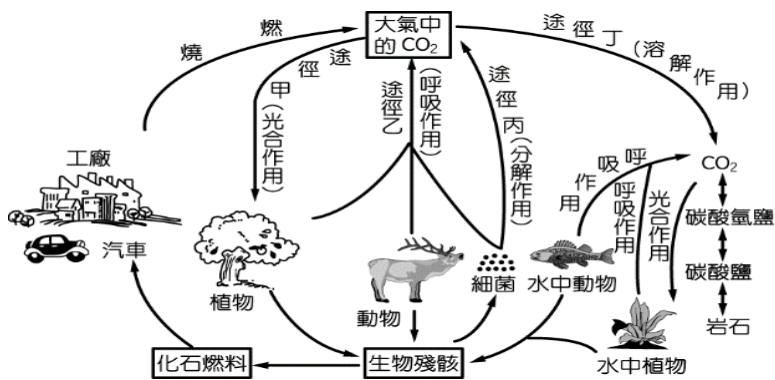 大氣中
的 CO₂
燃燒
途徑甲(光合作用)
途徑乙
(呼吸作用)
途徑丙(分解作用)
途徑丁(溶解作用)
工廠
汽車
植物
動物
細菌
水中動物
呼吸作用
呼吸作用
光合作用
CO₂
碳酸氫鹽
碳酸鹽
岩石
水中植物
化石燃料
生物殘骸